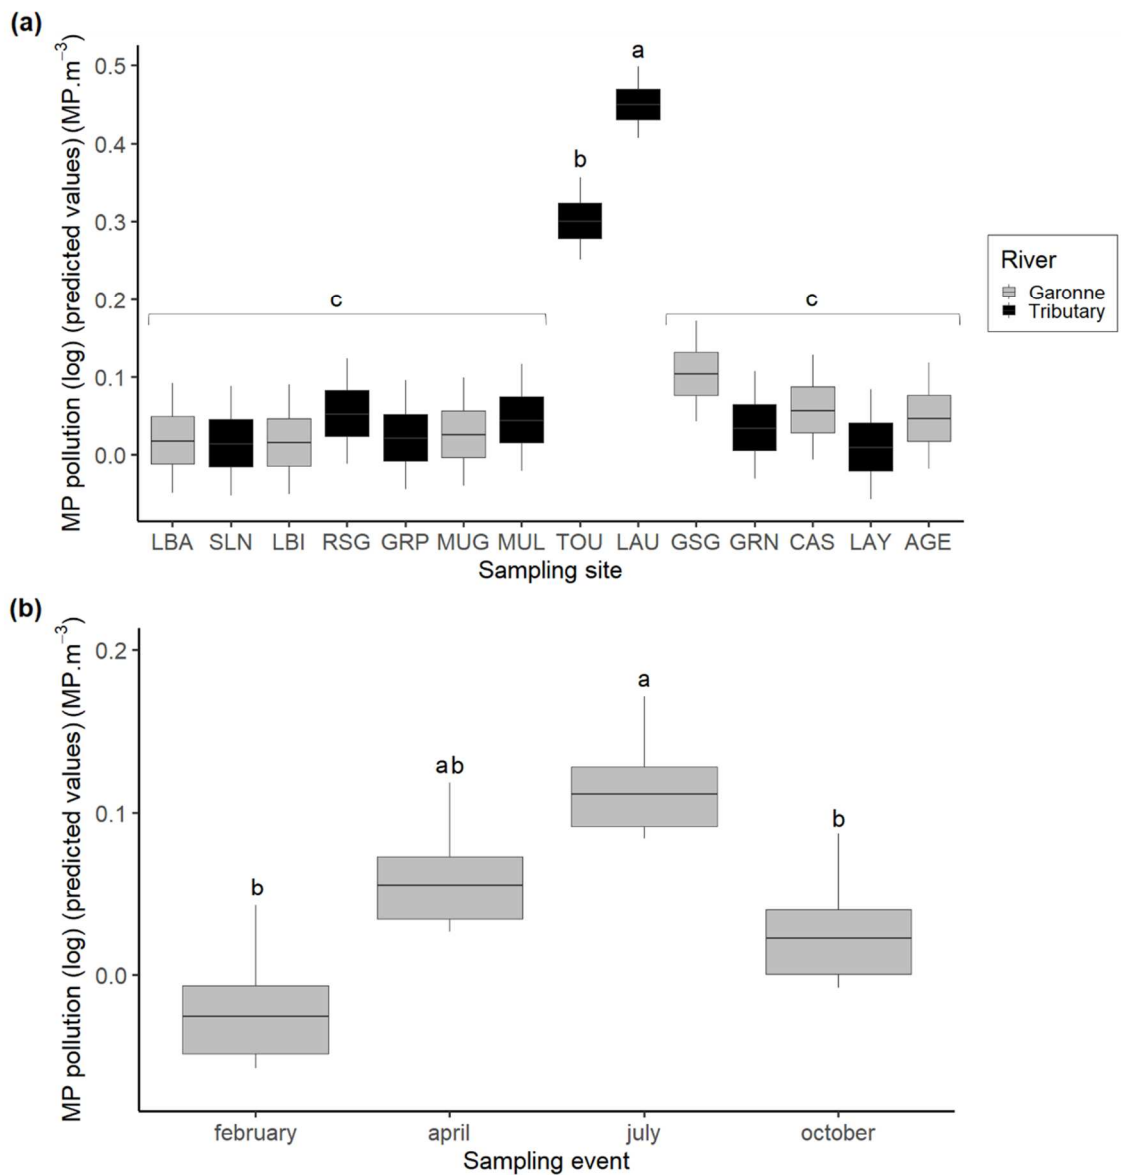 (a)
MP pollution (log) (predicted values) (MP.m⁻³)
0.5
0.4
0.3
0.2
0.1
0.0
a
b
c
c
River
Garonne
Tributary
LBA SLN LBI RSG GRP MUG MUL TOU LAU GSG GRN CAS LAY AGE
Sampling site
(b)
MP pollution (log) (predicted values) (MP.m⁻³)
0.2
0.1
0.0
b
ab
a
b
february april july october
Sampling event